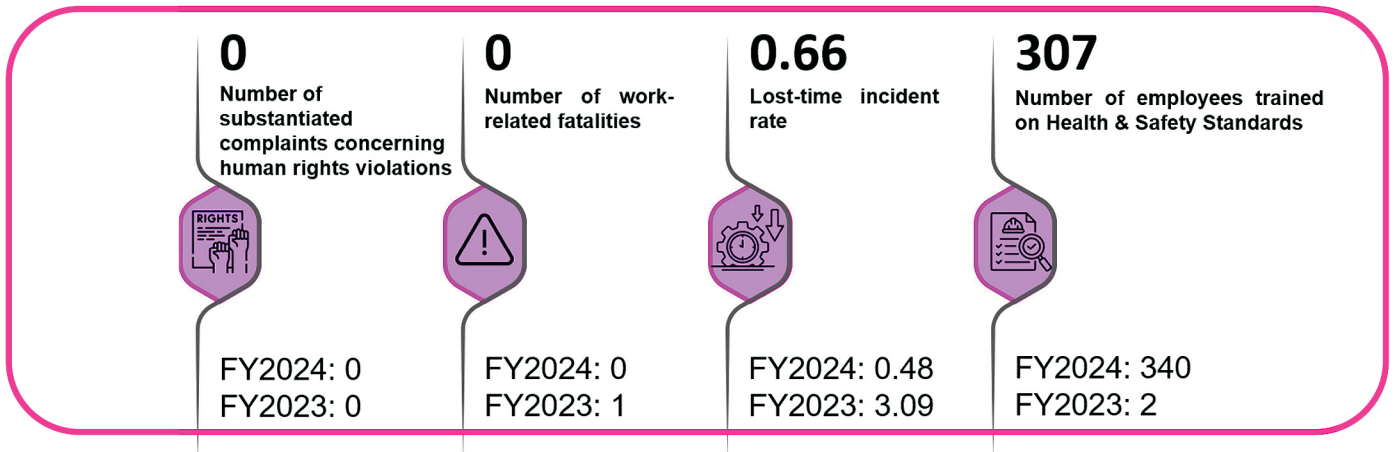 0
Number of
substantiated
complaints concerning
human rights violations
RIGHTS
FY2024: 0
FY2023: 0
0
Number of work-
related fatalities
!
FY2024: 0
FY2023: 1
0.66
Lost-time incident
rate
FY2024: 0.48
FY2023: 3.09
307
Number of employees trained
on Health & Safety Standards
FY2024: 340
FY2023: 2